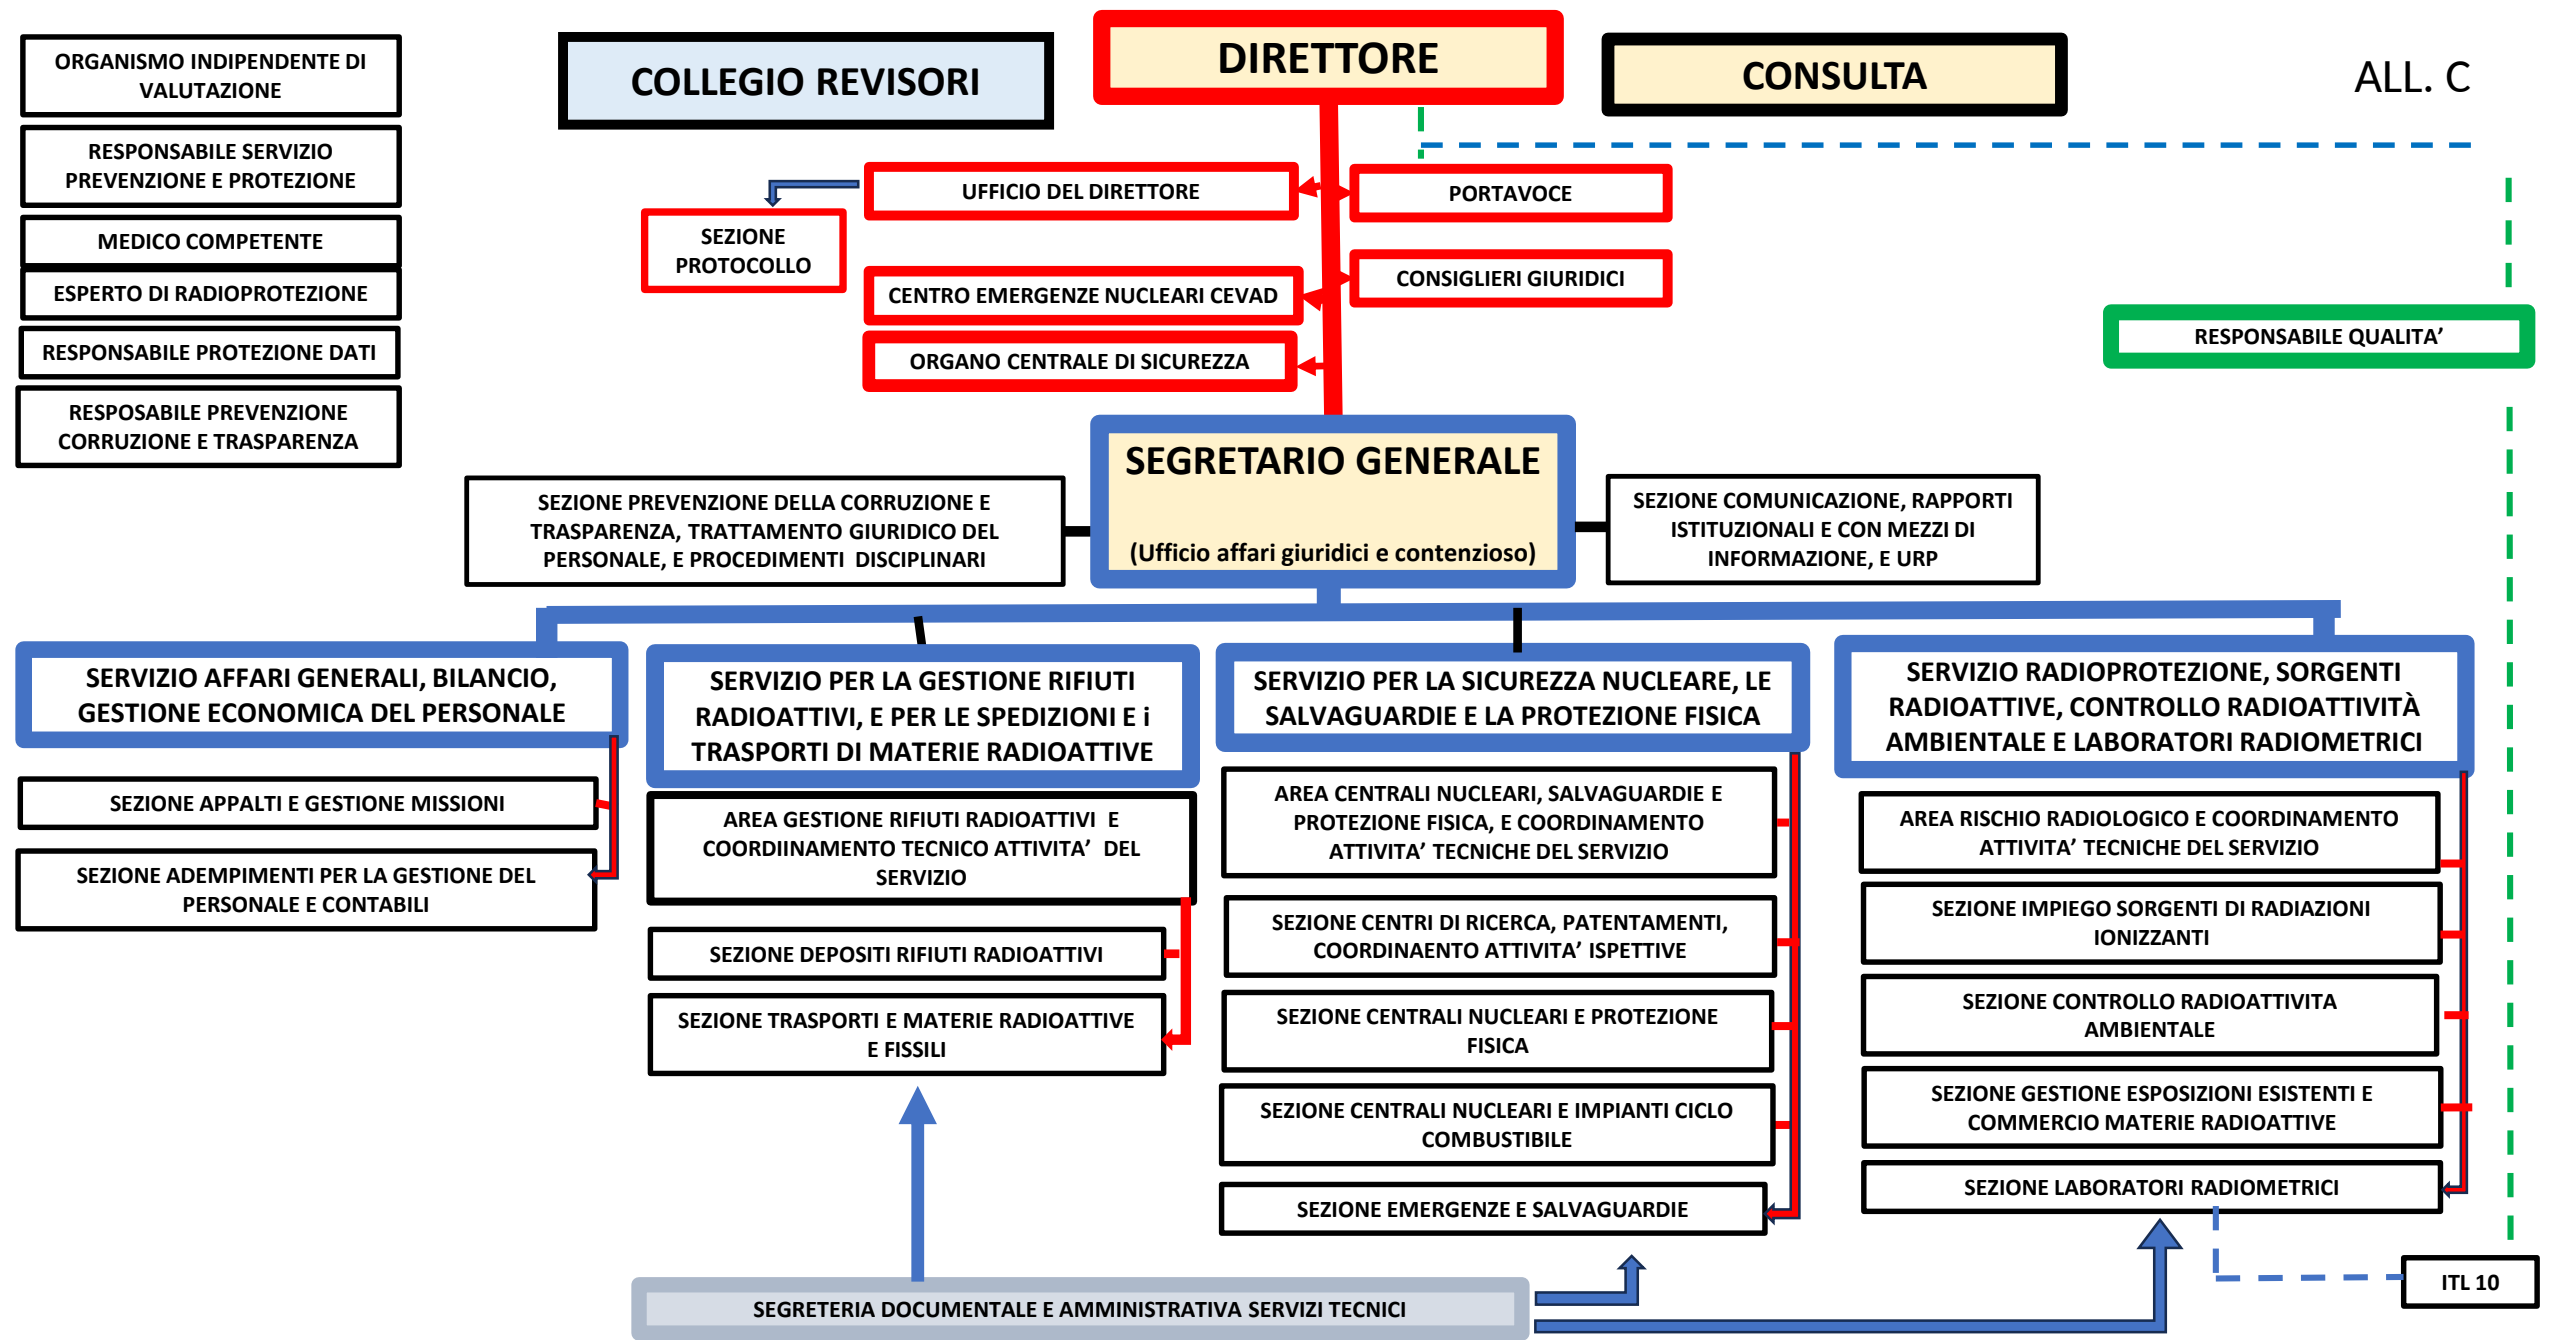 ORGANISMO INDIPENDENTE DI
VALUTAZIONE
RESPONSABILE SERVIZIO
PREVENZIONE E PROTEZIONE
MEDICO COMPETENTE
ESPERTO DI RADIOPROTEZIONE
RESPONSABILE PROTEZIONE DATI
RESPOSABILE PREVENZIONE
CORRUZIONE E TRASPARENZA
COLLEGIO REVISORI
DIRETTORE
CONSULTA
ALL. C
UFFICIO DEL DIRETTORE
PORTAVOCE
SEZIONE
PROTOCOLLO
CENTRO EMERGENZE NUCLEARI CEVAD
CONSIGLIERI GIURIDICI
ORGANO CENTRALE DI SICUREZZA
RESPONSABILE QUALITA’
SEGRETARIO GENERALE
(Ufficio affari giuridici e contenzioso)
SEZIONE PREVENZIONE DELLA CORRUZIONE E
TRASPARENZA, TRATTAMENTO GIURIDICO DEL
PERSONALE, E PROCEDIMENTI DISCIPLINARI
SEZIONE COMUNICAZIONE, RAPPORTI
ISTITUZIONALI E CON MEZZI DI
INFORMAZIONE, E URP
SERVIZIO AFFARI GENERALI, BILANCIO,
GESTIONE ECONOMICA DEL PERSONALE
SEZIONE APPALTI E GESTIONE MISSIONI
SEZIONE ADEMPIMENTI PER LA GESTIONE DEL
PERSONALE E CONTABILI
SERVIZIO PER LA GESTIONE RIFIUTI
RADIOATTIVI, E PER LE SPEDIZIONI E i
TRASPORTI DI MATERIE RADIOATTIVE
AREA GESTIONE RIFIUTI RADIOATTIVI E
COORDIINAMENTO TECNICO ATTIVITA’ DEL
SERVIZIO
SEZIONE DEPOSITI RIFIUTI RADIOATTIVI
SEZIONE TRASPORTI E MATERIE RADIOATTIVE
E FISSILI
SERVIZIO PER LA SICUREZZA NUCLEARE, LE
SALVAGUARDIE E LA PROTEZIONE FISICA
AREA CENTRALI NUCLEARI, SALVAGUARDIE E
PROTEZIONE FISICA, E COORDINAMENTO
ATTIVITA’ TECNICHE DEL SERVIZIO
SEZIONE CENTRI DI RICERCA, PATENTAMENTI,
COORDINAENTO ATTIVITA’ ISPETTIVE
SEZIONE CENTRALI NUCLEARI E PROTEZIONE
FISICA
SEZIONE CENTRALI NUCLEARI E IMPIANTI CICLO
COMBUSTIBILE
SEZIONE EMERGENZE E SALVAGUARDIE
SERVIZIO RADIOPROTEZIONE, SORGENTI
RADIOATTIVE, CONTROLLO RADIOATTIVITÀ
AMBIENTALE E LABORATORI RADIOMETRICI
AREA RISCHIO RADIOLOGICO E COORDINAMENTO
ATTIVITA’ TECNICHE DEL SERVIZIO
SEZIONE IMPIEGO SORGENTI DI RADIAZIONI
IONIZZANTI
SEZIONE CONTROLLO RADIOATTIVITA
AMBIENTALE
SEZIONE GESTIONE ESPOSIZIONI ESISTENTI E
COMMERCIO MATERIE RADIOATTIVE
SEZIONE LABORATORI RADIOMETRICI
ITL 10
SEGRETERIA DOCUMENTALE E AMMINISTRATIVA SERVIZI TECNICI